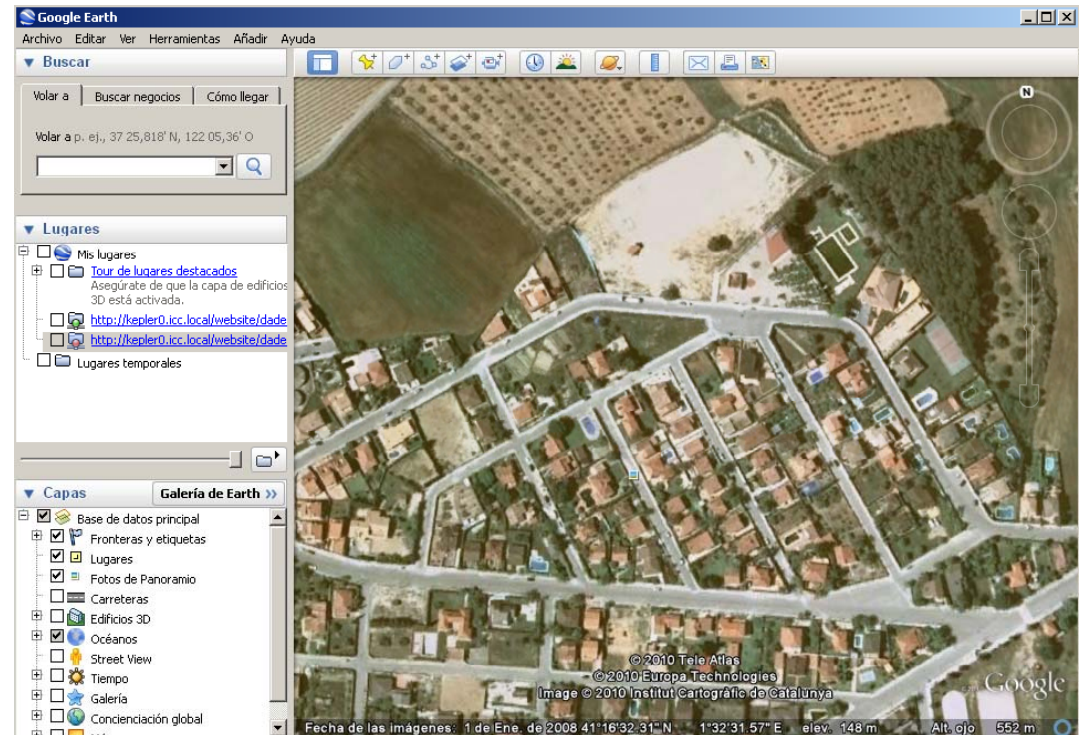 Google Earth
Archivo Editar Ver Herramientas Añadir Ayuda
Buscar
Volar a Buscar negocios Cómo llegar
Volar a p. ej., 37 25,818' N, 122 05,36' O
Lugares
Mis lugares
Tour de lugares destacados
Asegúrate de que la capa de edificios
3D está activada.
http://kepler0.icc.local/website/dade
http://kepler0.icc.local/website/dade
Lugares temporales
Capas Galería de Earth »
Base de datos principal
Fronteras y etiquetas
Lugares
Fotos de Panoramio
Carreteras
Edificios 3D
Océanos
Street View
Tiempo
Galería
Concienciación global
N
© 2010 Tele Atlas
© 2010 Europa Technologies
Image © 2010 Institut Cartogràfic de Catalunya
Google
Fecha de las imágenes: 1 de Ene. de 2008 41°16'32.31" N 1°32'31.57" E elev. 148 m Alt. ojo 552 m